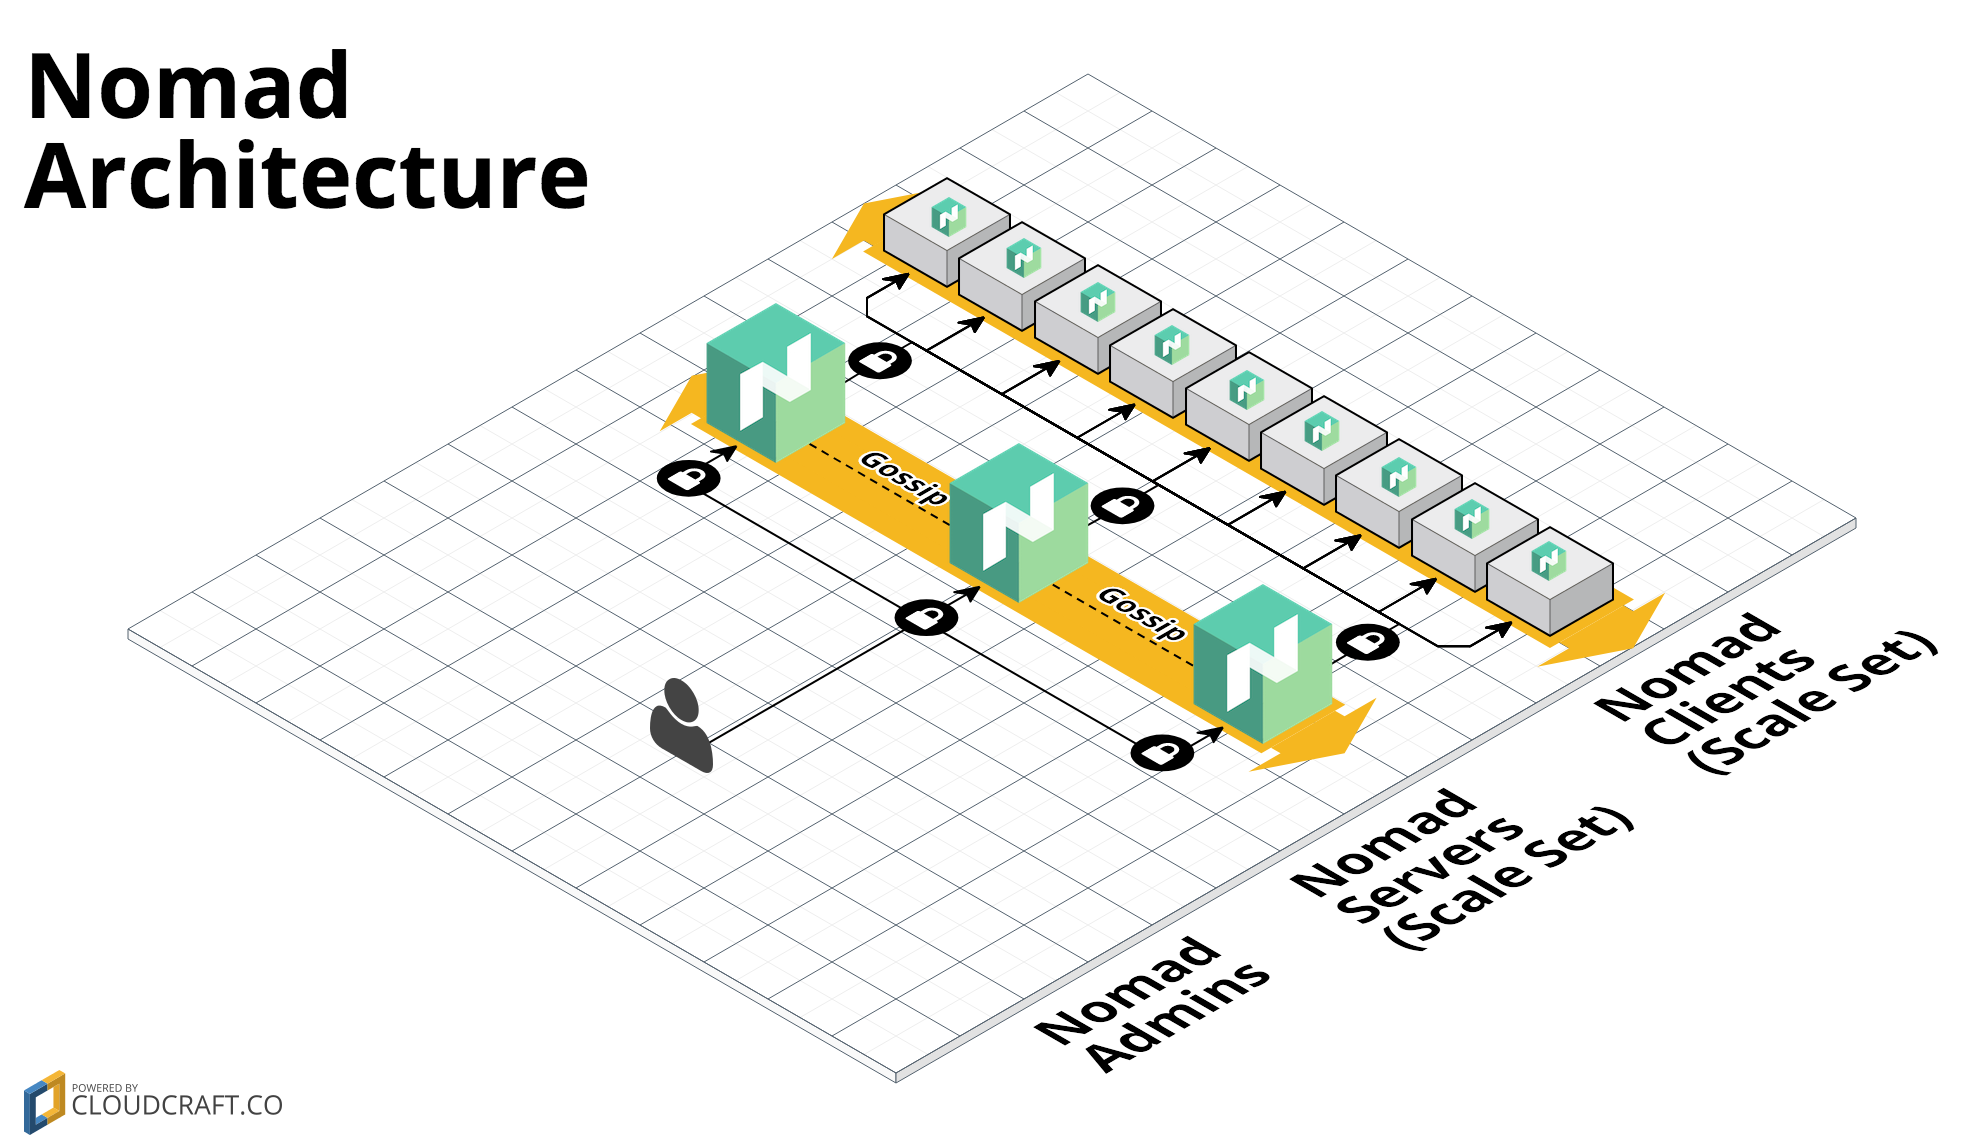 Nomad
Architecture
Gossip
Gossip
Nomad
Clients
(Scale Set)
Nomad
Servers
(Scale Set)
Nomad
Admins
POWERED BY
CLOUDCRAFT.CO